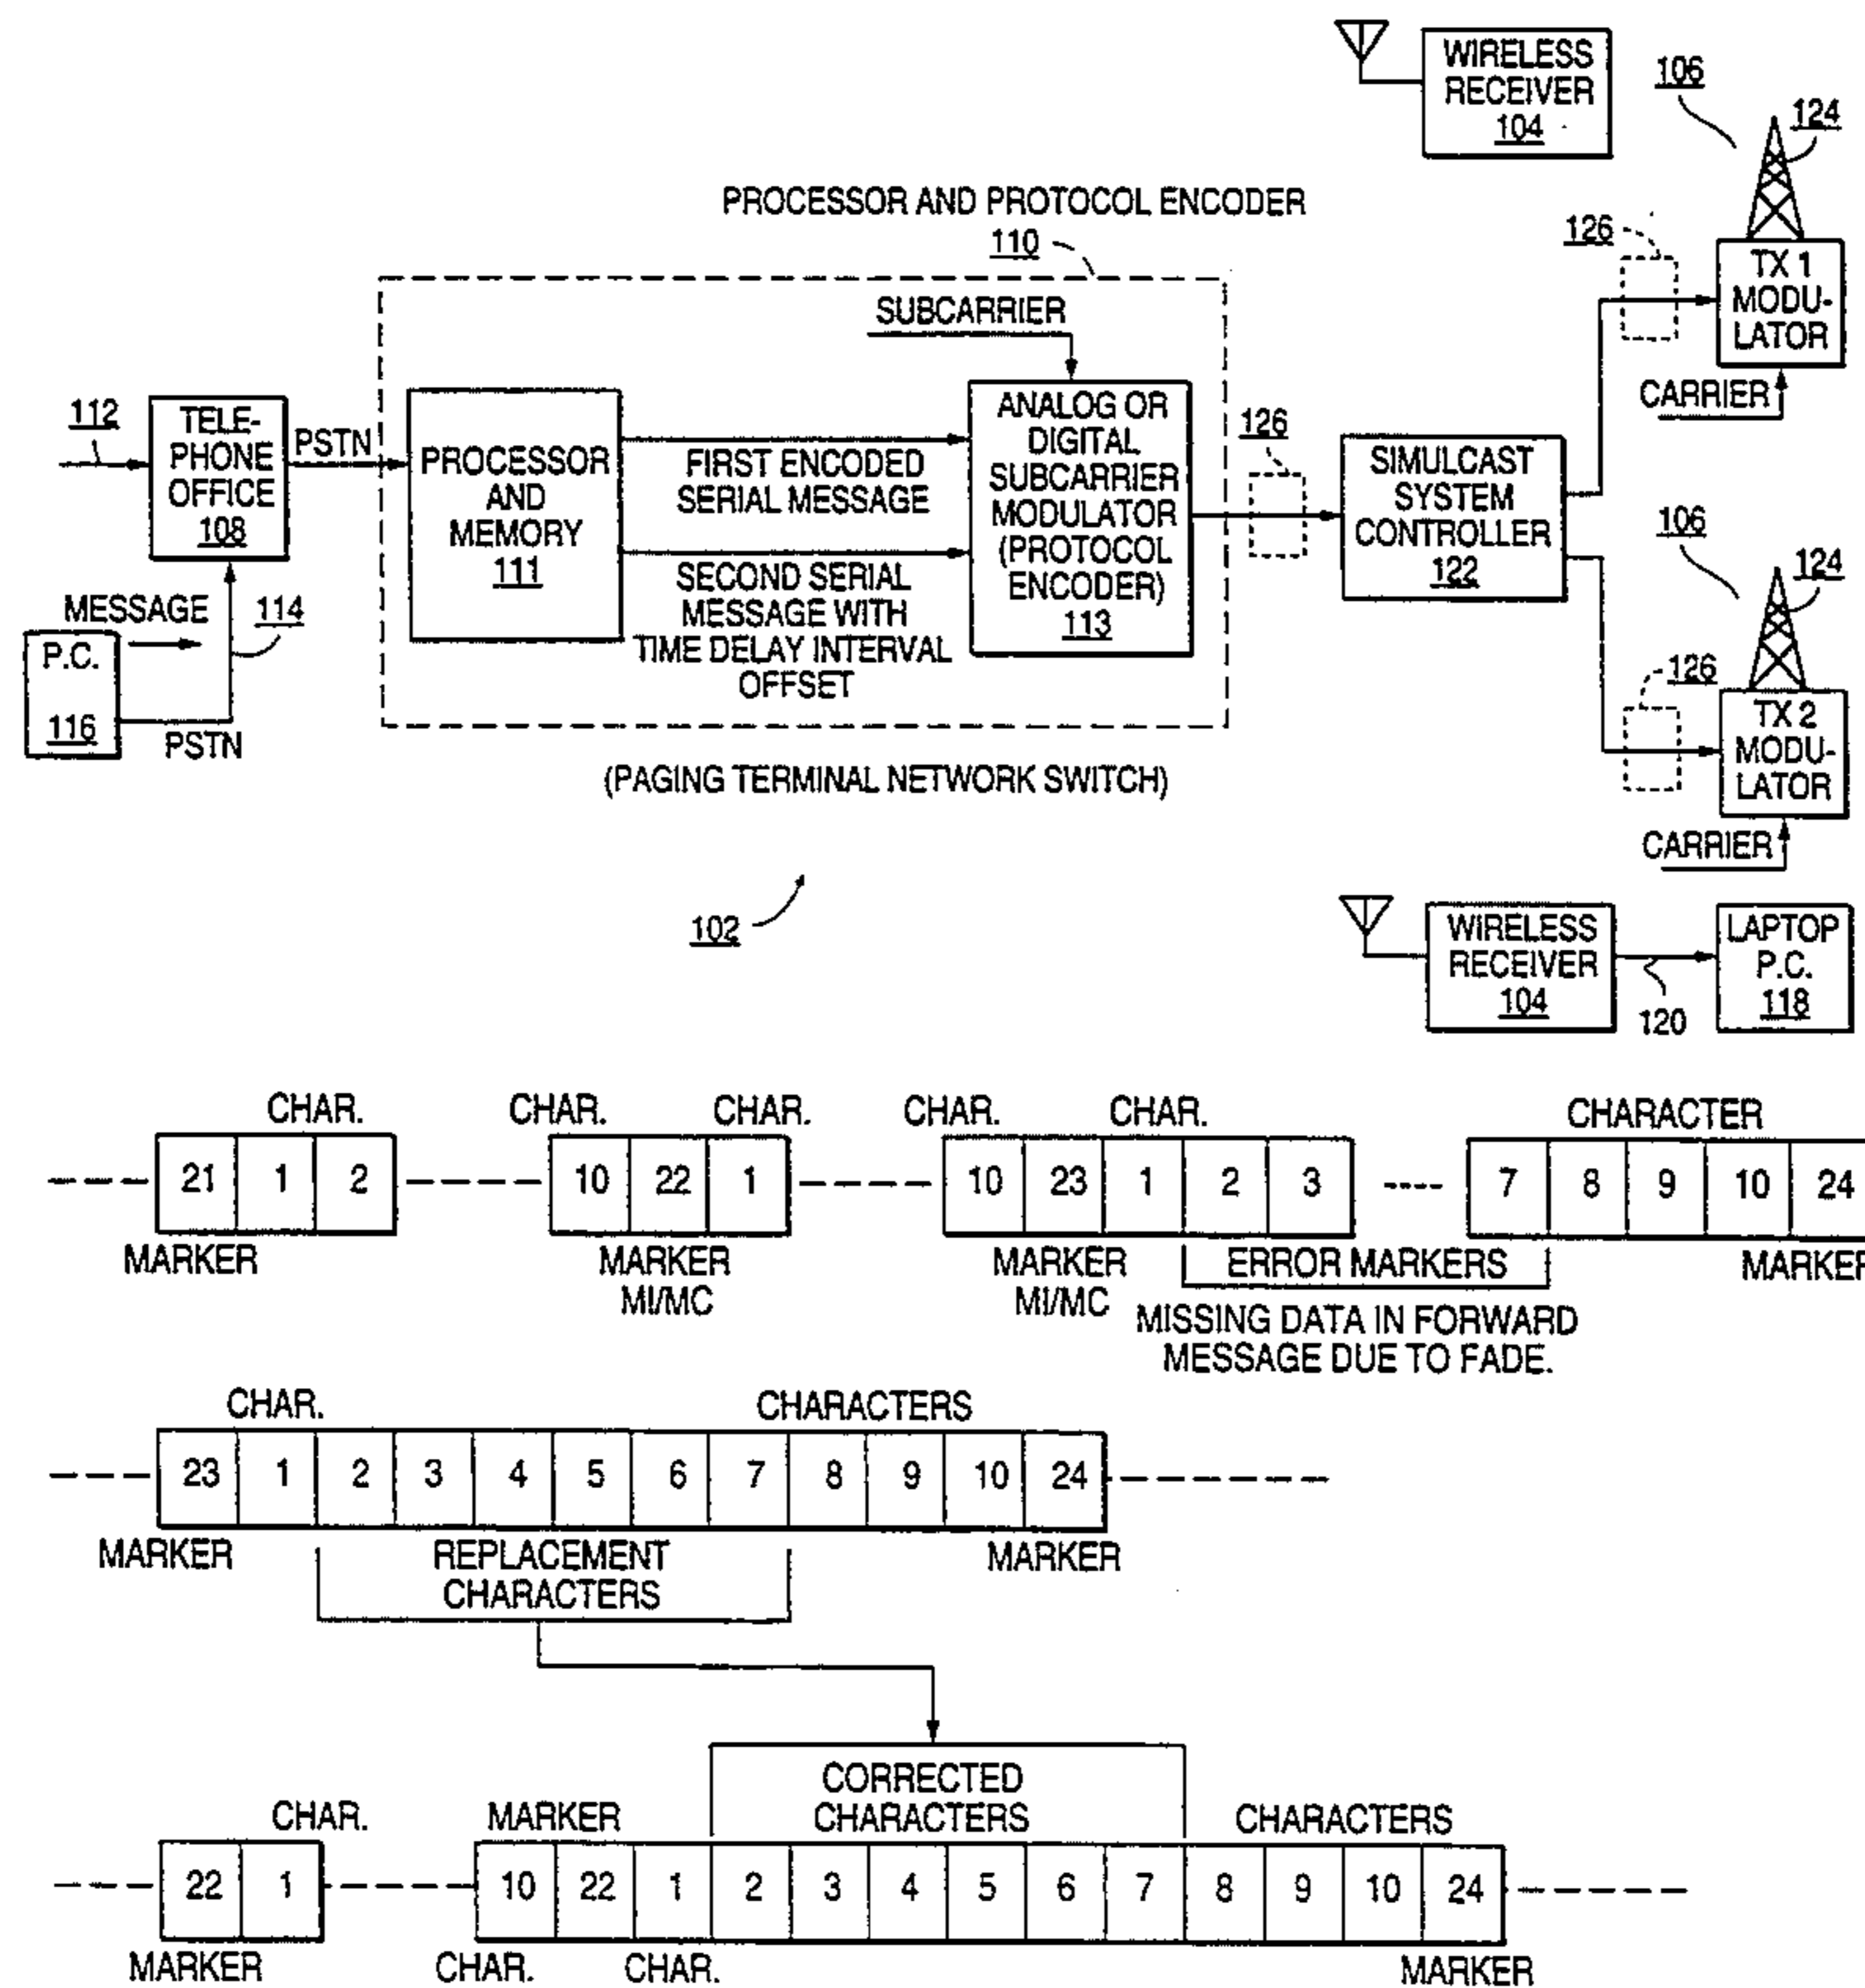 WIRELESS
RECEIVER
104
106
124
PROCESSOR AND PROTOCOL ENCODER
110
126
TX 1
MODU-
LATOR
CARRIER
SUBCARRIER
112
TELE-
PHONE
OFFICE
108
PSTN
PROCESSOR
AND
MEMORY
111
FIRST ENCODED
SERIAL MESSAGE
SECOND SERIAL
MESSAGE WITH
TIME DELAY INTERVAL
OFFSET
ANALOG OR
DIGITAL
SUBCARRIER
MODULATOR
(PROTOCOL
ENCODER)
113
126
SIMULCAST
SYSTEM
CONTROLLER
122
106
124
126
TX 2
MODU-
LATOR
CARRIER
MESSAGE
114
P.C.
116
PSTN
(PAGING TERMINAL NETWORK SWITCH)
102
WIRELESS
RECEIVER
104
120
LAPTOP
P.C.
118
CHAR. CHAR. CHAR. CHAR. CHAR. CHARACTER
21 1 2 10 22 1 10 23 1 2 3 7 8 9 10 24
MARKER MARKER MARKER ERROR MARKERS MARKER
MI/MC MI/MC
MISSING DATA IN FORWARD
MESSAGE DUE TO FADE.
CHAR. CHARACTERS
23 1 2 3 4 5 6 7 8 9 10 24
MARKER REPLACEMENT MARKER
CHARACTERS
CORRECTED
CHAR. MARKER CHARACTERS CHARACTERS
22 1 10 22 1 2 3 4 5 6 7 8 9 10 24
MARKER CHAR. CHAR. MARKER